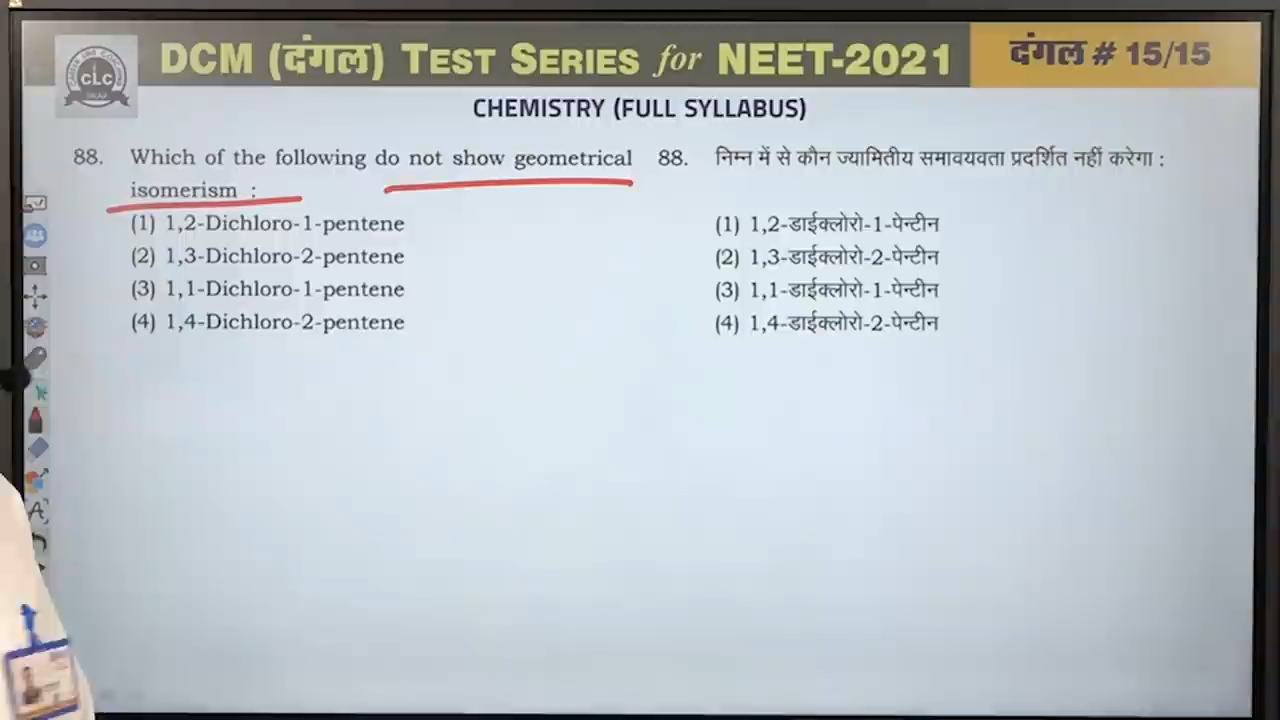 DCM (दंगल) TEST SERIES for NEET-2021
दंगल # 15/15
CLC
CHEMISTRY (FULL SYLLABUS)
88. Which of the following do not show geometrical
isomerism :
(1) 1,2-Dichloro-1-pentene
(2) 1,3-Dichloro-2-pentene
(3) 1,1-Dichloro-1-pentene
(4) 1,4-Dichloro-2-pentene
88. निम्न में से कौन ज्यामितीय समावयवता प्रदर्शित नहीं करेगा :
(1) 1,2-डाईक्लोरो-1-पेन्टीन
(2) 1,3-डाईक्लोरो-2-पेन्टीन
(3) 1,1-डाईक्लोरो-1-पेन्टीन
(4) 1,4-डाईक्लोरो-2-पेन्टीन